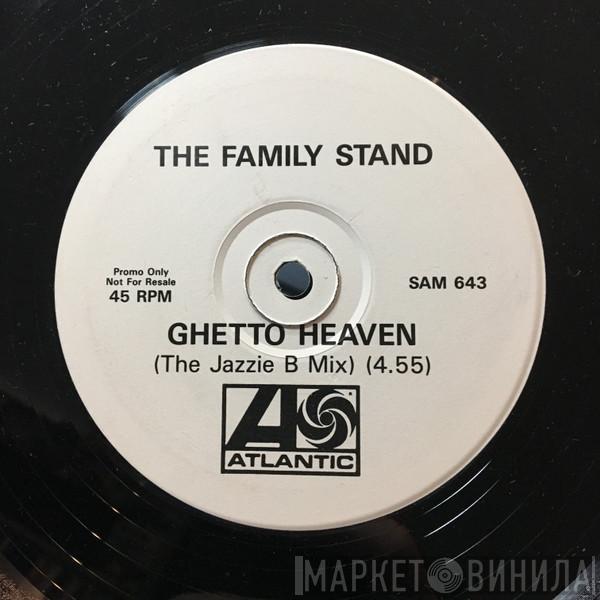 THE FAMILY STAND
Promo Only
Not For Resale
45 RPM
SAM 643
GHETTO HEAVEN
(The Jazzie B Mix) (4.55)
ATLANTIC
МАРКЕТ ВИНИЛА